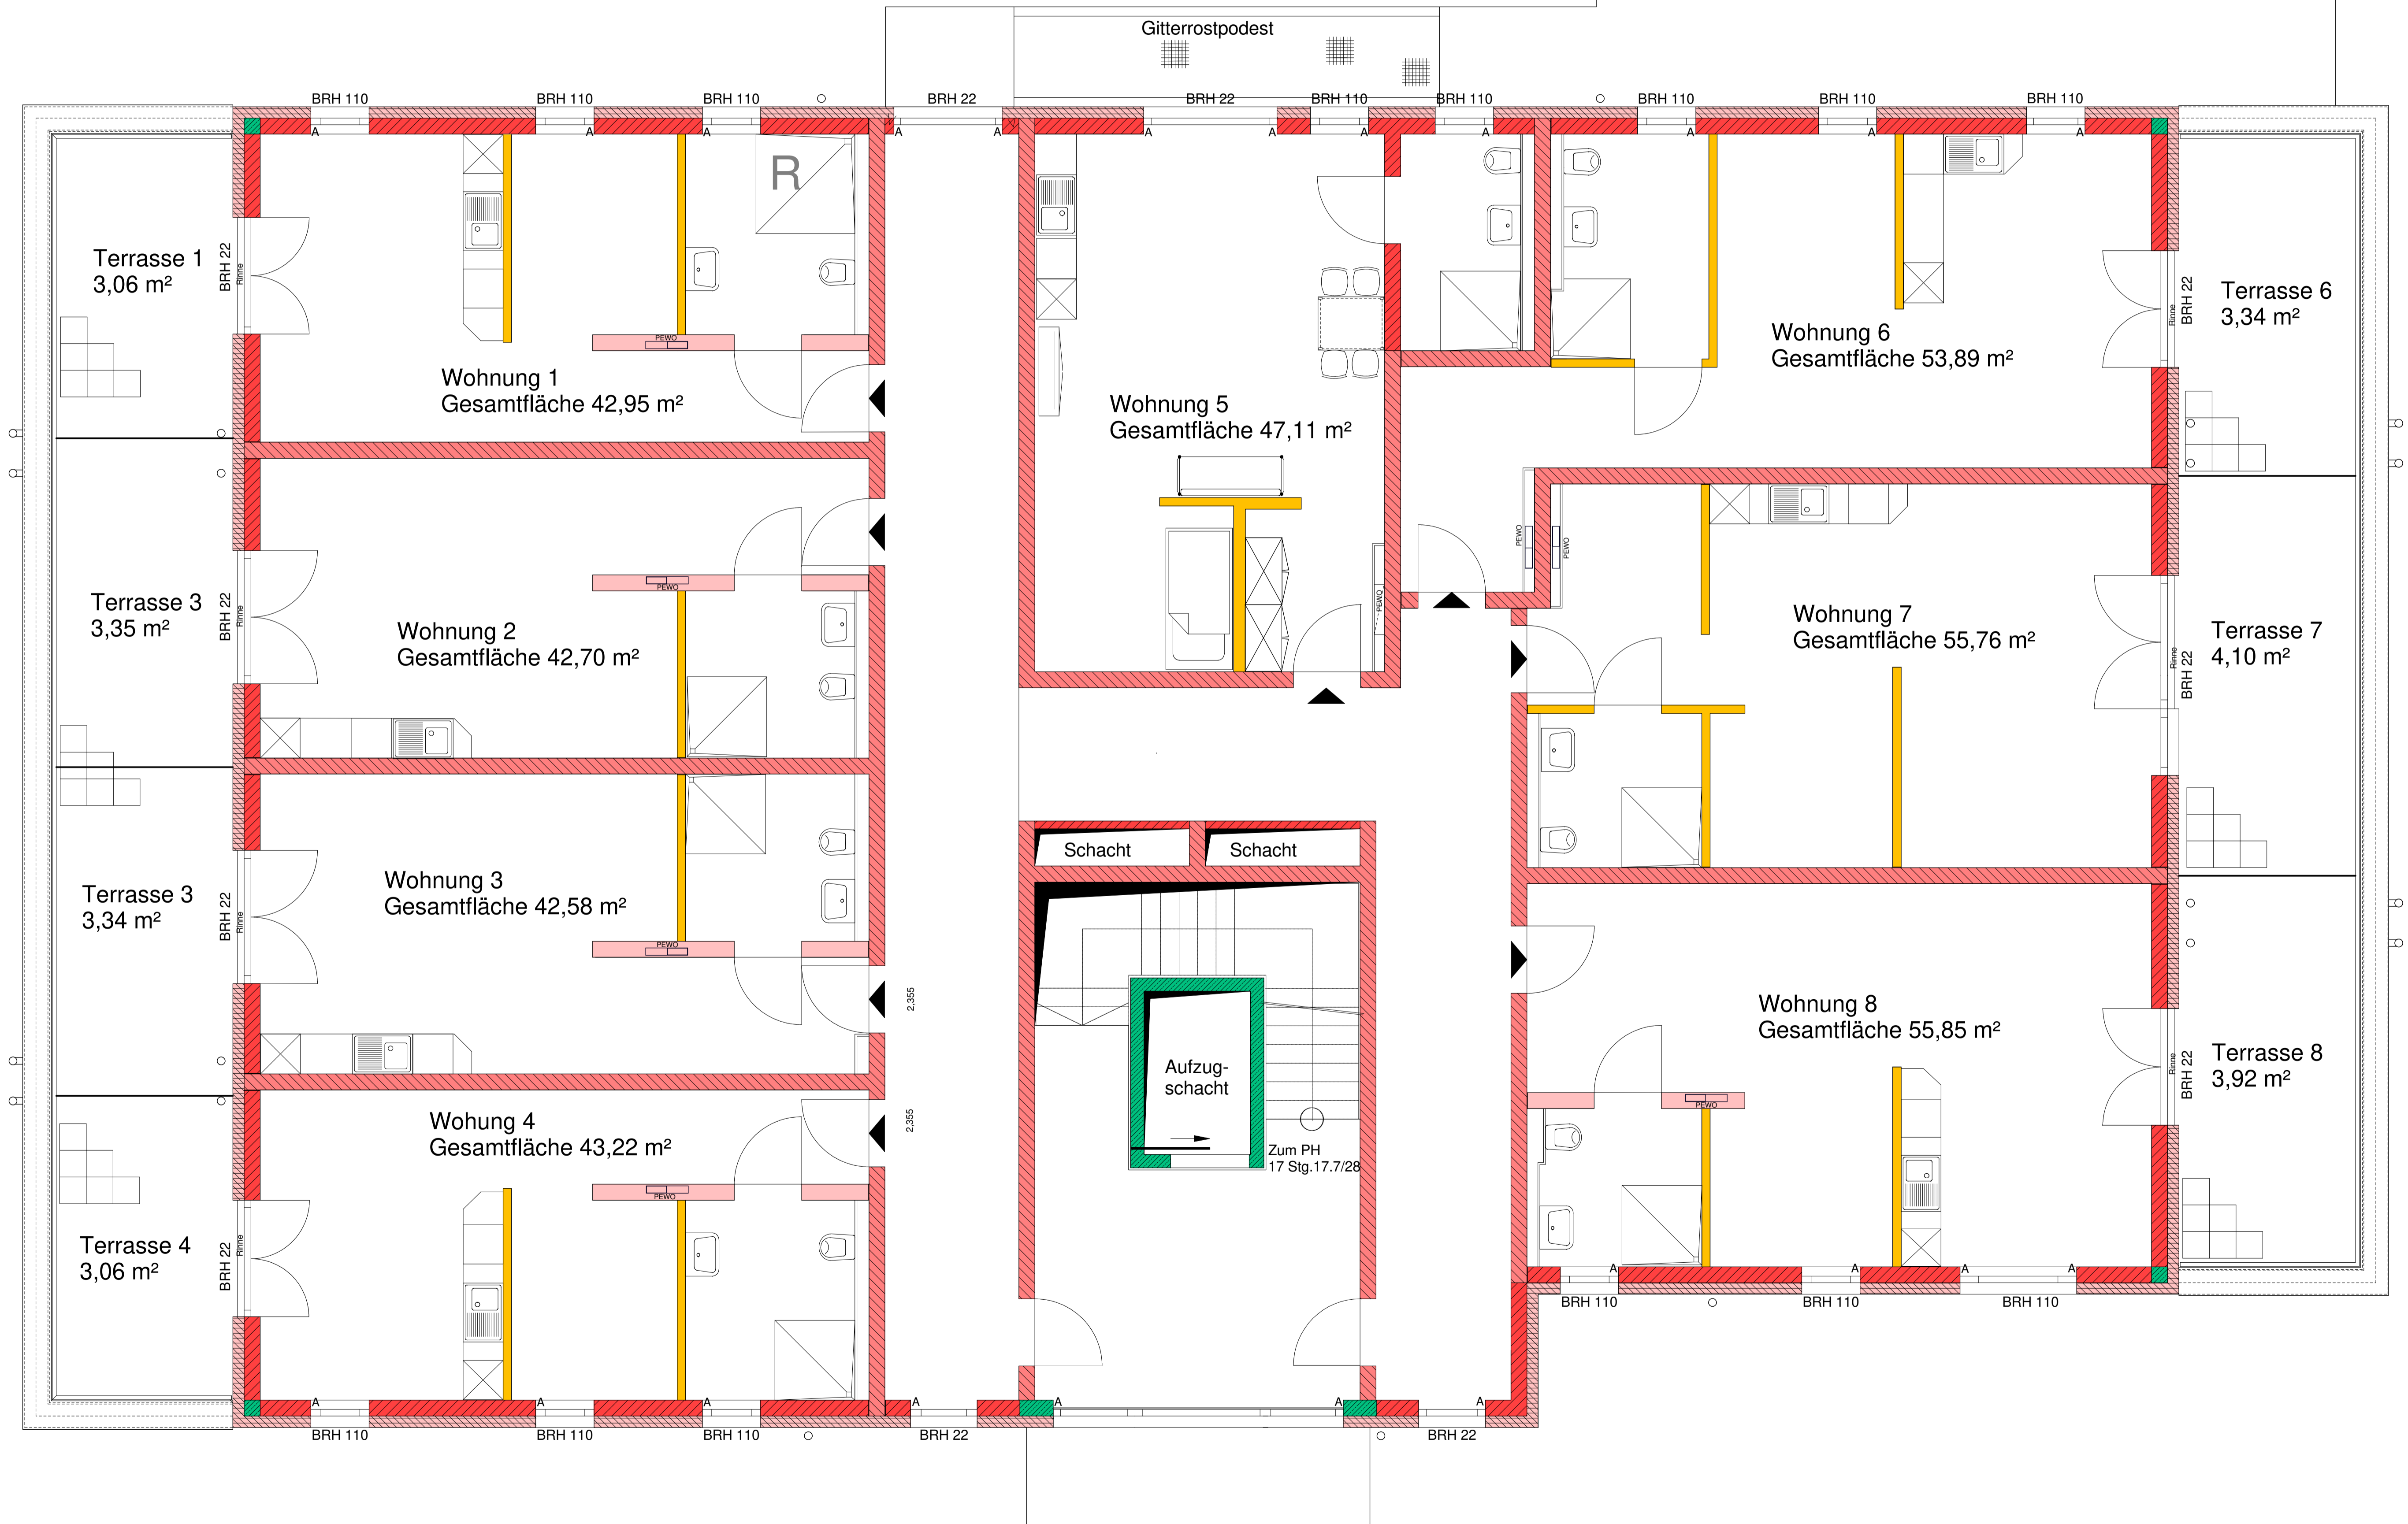 Gitterrostpodest
BRH 110
BRH 110
BRH 110
BRH 22
BRH 22
BRH 110
BRH 110
BRH 110
BRH 110
BRH 110
A
A
A
A
A
A
A
A
A
A
A
A
R
Terrasse 1
3,06 m²
BRH 22
Rinne
PEWO
Wohnung 1
Gesamtfläche 42,95 m²
Wohnung 5
Gesamtfläche 47,11 m²
Wohnung 6
Gesamtfläche 53,89 m²
Rinne
BRH 22
Terrasse 6
3,34 m²
Terrasse 3
3,35 m²
BRH 22
Rinne
PEWO
Wohnung 2
Gesamtfläche 42,70 m²
PEWO
PEWO
PEWO
Wohnung 7
Gesamtfläche 55,76 m²
Rinne
BRH 22
Terrasse 7
4,10 m²
Schacht
Schacht
Terrasse 3
3,34 m²
BRH 22
Rinne
Wohnung 3
Gesamtfläche 42,58 m²
PEWO
2,355
Wohnung 8
Gesamtfläche 55,85 m²
Aufzug-
schacht
Rinne
BRH 22
Terrasse 8
3,92 m²
Wohung 4
Gesamtfläche 43,22 m²
2,355
PEWO
Zum PH
17 Stg.17.7/28
PEWO
Terrasse 4
3,06 m²
BRH 22
Rinne
A
A
A
A
BRH 110
BRH 110
BRH 110
A
A
A
A
A
A
A
BRH 110
BRH 110
BRH 110
BRH 22
BRH 22